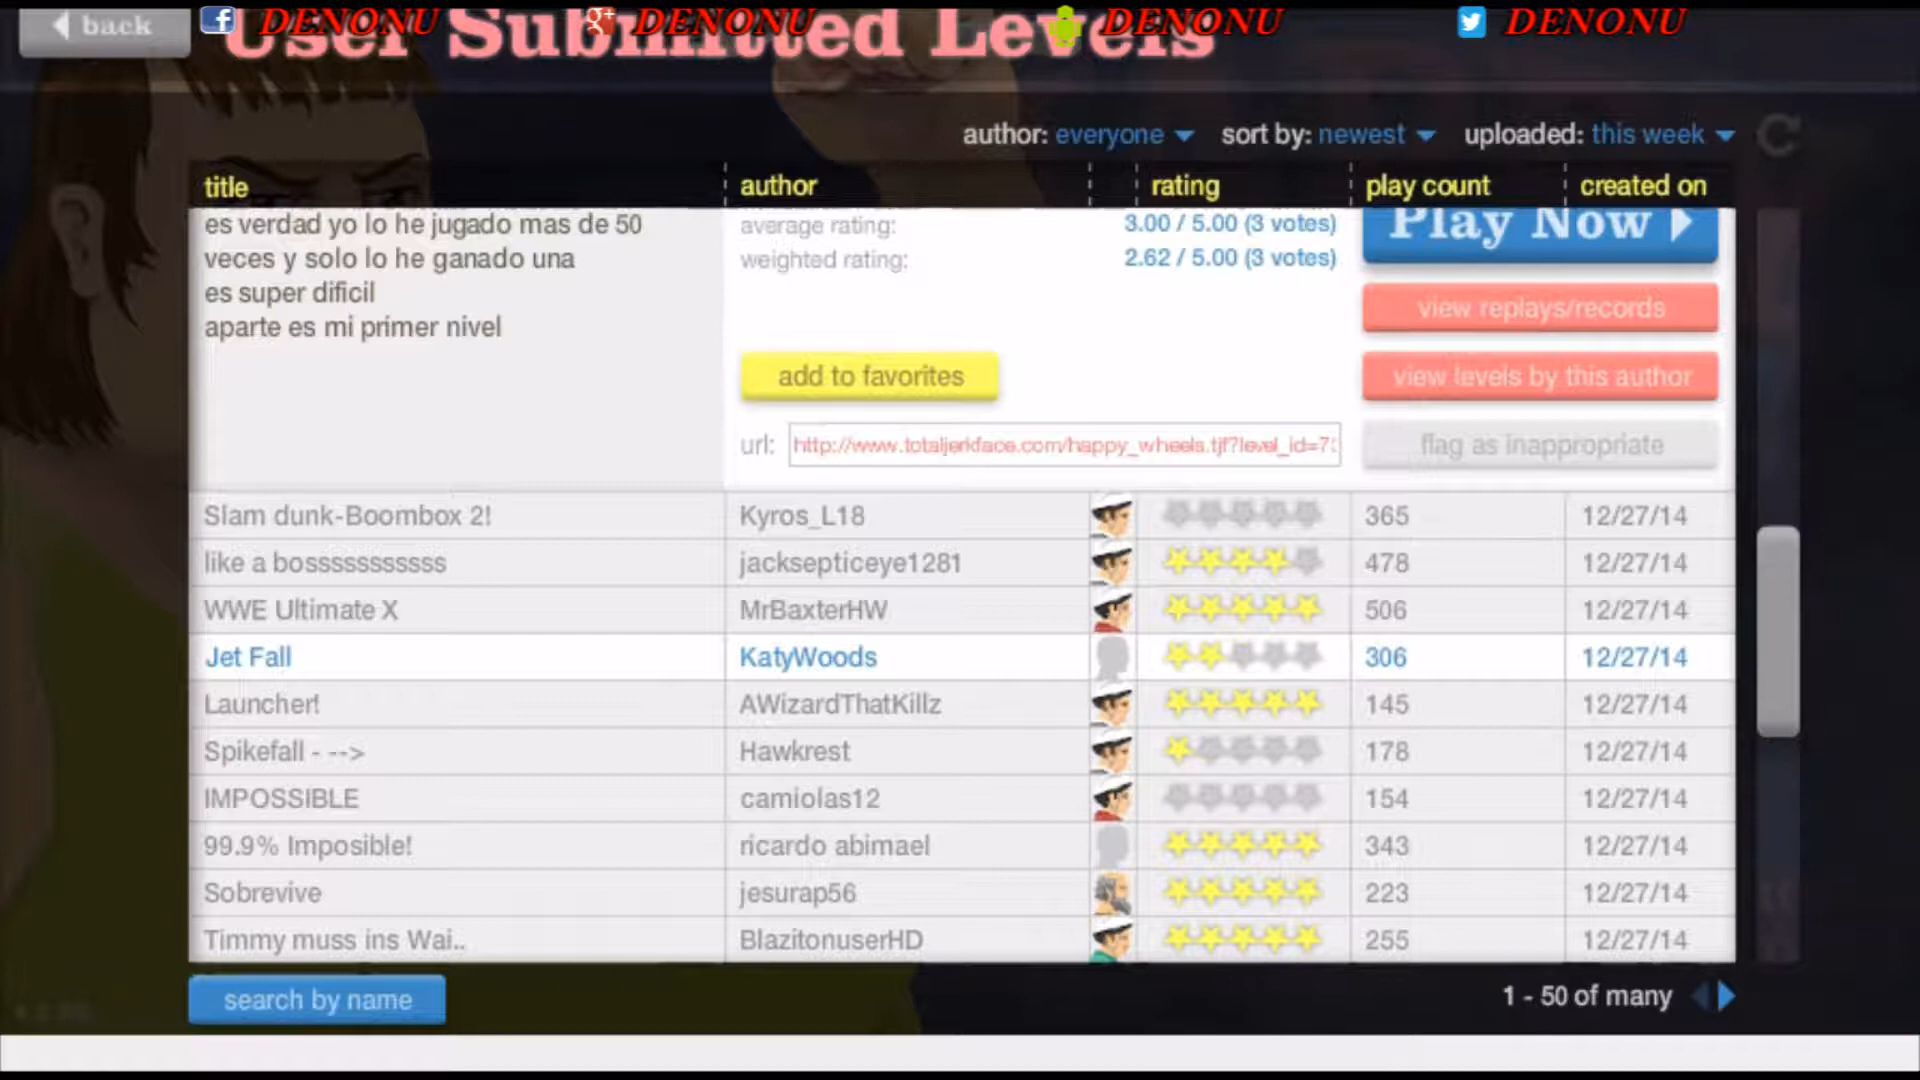 back
User Submitted Levels
DENONU DENONU DENONU DENONU
author: everyone sort by: newest uploaded: this week
title author rating play count created on
es verdad yo lo he jugado mas de 50
veces y solo lo he ganado una
es super dificil
aparte es mi primer nivel
average rating: 3.00 / 5.00 (3 votes)
weighted rating: 2.62 / 5.00 (3 votes)
add to favorites
url: http://www.totaljerkface.com/happy_wheels.tjf?level_id=7
Play Now
view replays/records
view levels by this author
flag as inappropriate
Slam dunk-Boombox 2! Kyros_L18 365 12/27/14
like a bosssssssssss jacksepticeye1281 478 12/27/14
WWE Ultimate X MrBaxterHW 506 12/27/14
Jet Fall KatyWoods 306 12/27/14
Launcher! AWizardThatKillz 145 12/27/14
Spikefall - --> Hawkrest 178 12/27/14
IMPOSSIBLE camiolas12 154 12/27/14
99.9% Imposible! ricardo abimael 343 12/27/14
Sobrevive jesurap56 223 12/27/14
Timmy muss ins Wai.. BlazitonuserHD 255 12/27/14
search by name
1 - 50 of many